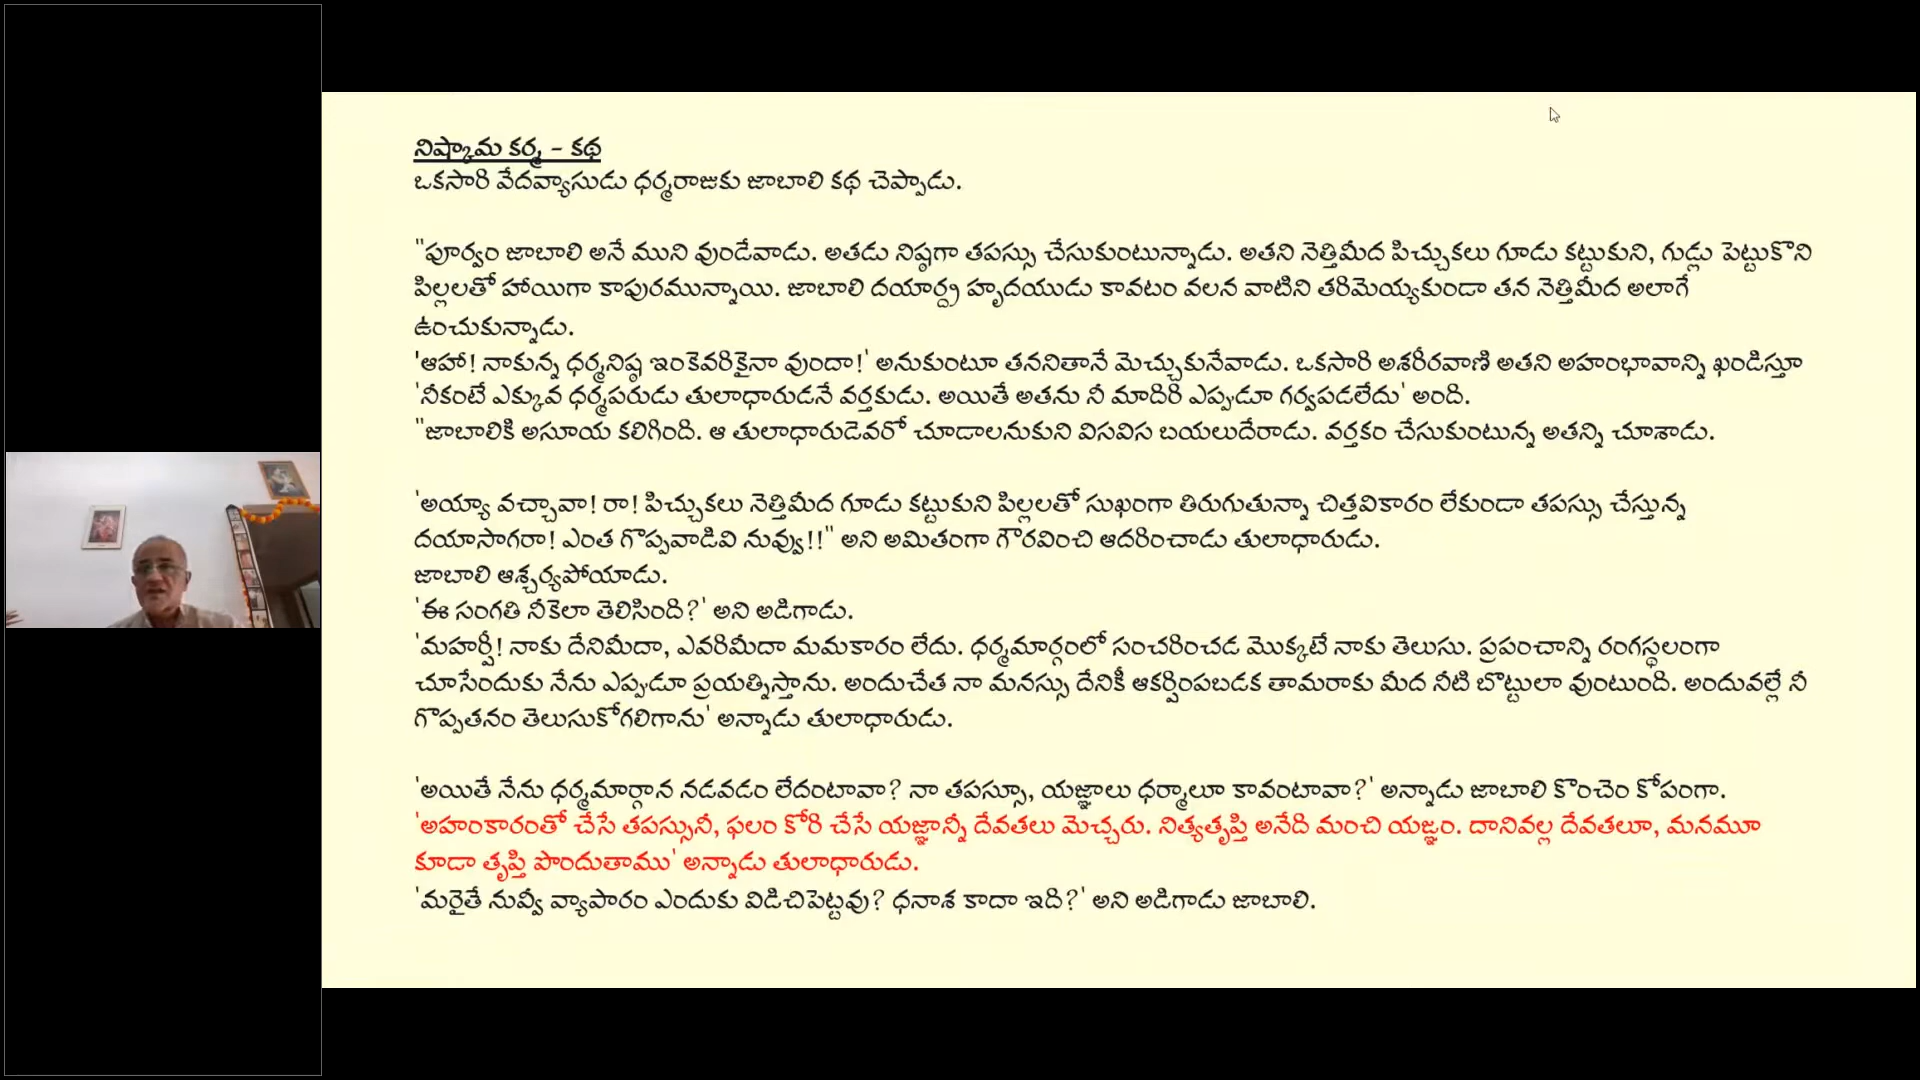 నిష్కామ కర్మ - కథ
ఒకసారి వేదవ్యాసుడు ధర్మరాజుకు జాబాలి కథ చెప్పాడు.
"పూర్వం జాబాలి అనే ముని వుండేవాడు. అతడు నిష్ఠగా తపస్సు చేసుకుంటున్నాడు. అతని నెత్తిమీద పిచ్చుకలు గూడు కట్టుకుని, గుడ్లు పెట్టుకొని
పిల్లలతో హాయిగా కాపురమున్నాయి. జాబాలి దయార్ద్ర హృదయుడు కావటం వలన వాటిని తరిమెయ్యకుండా తన నెత్తిమీద అలాగే
ఉంచుకున్నాడు.
'ఆహా! నాకున్న ధర్మనిష్ఠ ఇంకెవరికైనా వుందా!' అనుకుంటూ తననితానే మెచ్చుకునేవాడు. ఒకసారి అశరీరవాణి అతని అహంభావాన్ని ఖండిస్తూ
'నీకంటే ఎక్కువ ధర్మపరుడు తులాధారుడనే వర్తకుడు. అయితే అతను నీ మాదిరి ఎప్పుడూ గర్వపడలేదు' అంది.
"జాబాలికి అసూయ కలిగింది. ఆ తులాధారుడెవరో చూడాలనుకుని విసవిస బయలుదేరాడు. వర్తకం చేసుకుంటున్న అతన్ని చూశాడు.
'అయ్యా వచ్చావా! రా! పిచ్చుకలు నెత్తిమీద గూడు కట్టుకుని పిల్లలతో సుఖంగా తిరుగుతున్నా చిత్తవికారం లేకుండా తపస్సు చేస్తున్న
దయాసాగరా! ఎంత గొప్పవాడివి నువ్వు!!" అని అమితంగా గౌరవించి ఆదరించాడు తులాధారుడు.
జాబాలి ఆశ్చర్యపోయాడు.
'ఈ సంగతి నీకెలా తెలిసింది?' అని అడిగాడు.
'మహర్షీ! నాకు దేనిమీదా, ఎవరిమీదా మమకారం లేదు. ధర్మమార్గంలో సంచరించడ మొక్కటే నాకు తెలుసు. ప్రపంచాన్ని రంగస్థలంగా
చూసేందుకు నేను ఎప్పుడూ ప్రయత్నిస్తాను. అందుచేత నా మనస్సు దేనికీ ఆకర్షింపబడక తామరాకు మీద నీటి బొట్టులా వుంటుంది. అందువల్లే నీ
గొప్పతనం తెలుసుకోగలిగాను' అన్నాడు తులాధారుడు.
'అయితే నేను ధర్మమార్గాన నడవడం లేదంటావా? నా తపస్సూ, యజ్ఞాలు ధర్మాలూ కావంటావా?' అన్నాడు జాబాలి కొంచెం కోపంగా.
'అహంకారంతో చేసే తపస్సునీ, ఫలం కోరి చేసే యజ్ఞాన్నీ దేవతలు మెచ్చరు. నిత్యతృప్తి అనేది మంచి యజ్ఞం. దానివల్ల దేవతలూ, మనమూ
కూడా తృప్తి పొందుతాము' అన్నాడు తులాధారుడు.
'మరైతే నువ్వీ వ్యాపారం ఎందుకు విడిచిపెట్టవు? ధనాశ కాదా ఇది?' అని అడిగాడు జాబాలి.